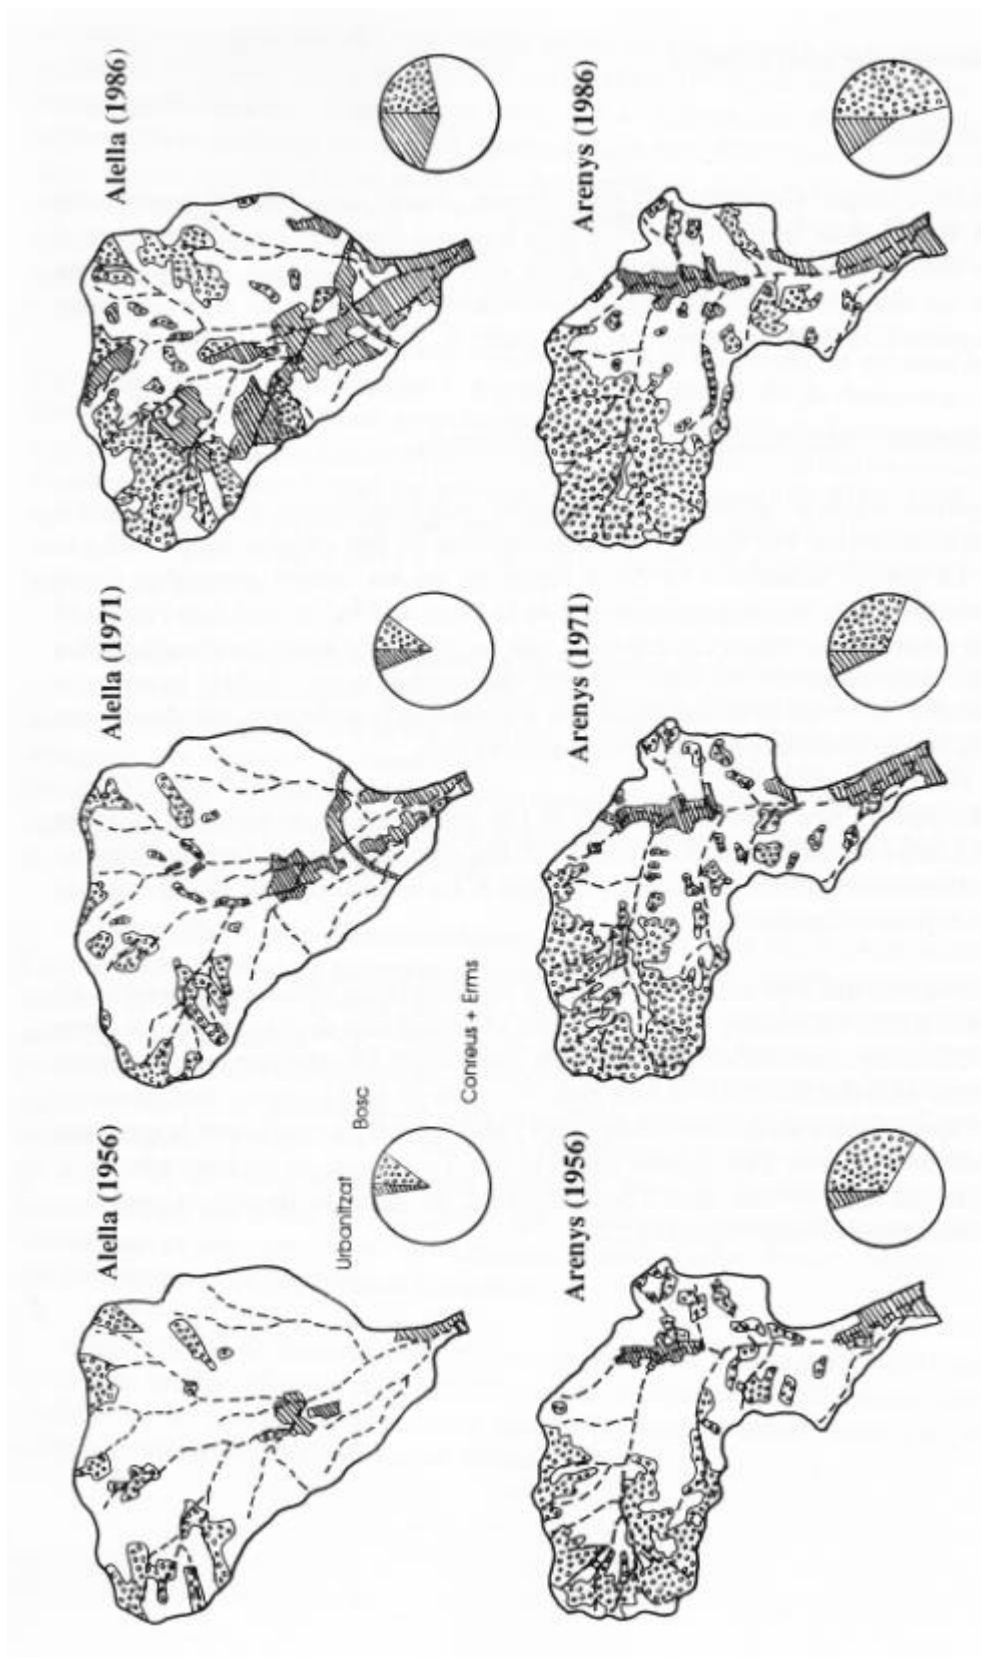 Alella (1956)
Alella (1971)
Alella (1986)
Urbanitzat
Bosc
Conreus + Erms
Arenys (1956)
Arenys (1971)
Arenys (1986)